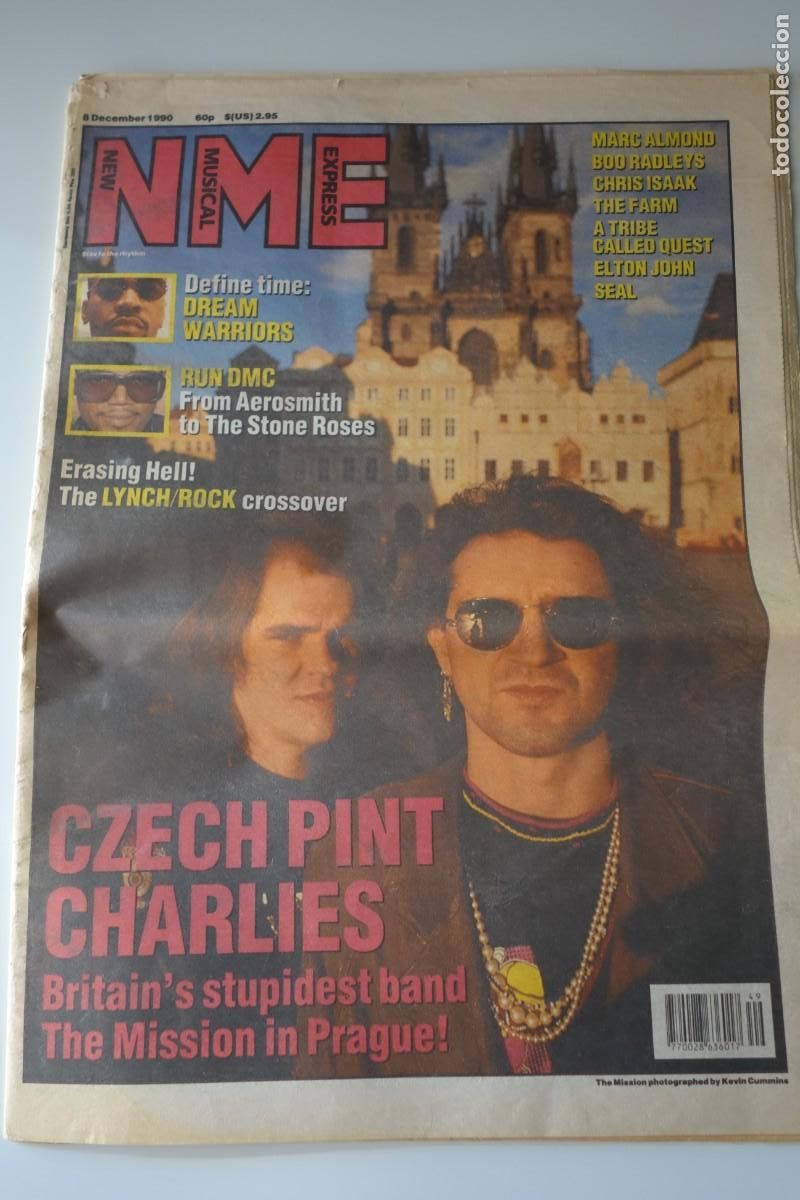 8 December 1990 60p $(US) 2.95
NME
NEW MUSICAL EXPRESS
MARC ALMOND
BOO RADLEYS
CHRIS ISAAK
THE FARM
A TRIBE
CALLED QUEST
ELTON JOHN
SEAL
Define time:
DREAM
WARRIORS
RUN DMC
From Aerosmith
to The Stone Roses
Erasing Hell!
The LYNCH/ROCK crossover
CZECH PINT
CHARLIES
Britain's stupidest band
The Mission in Prague!
49
770028 636017
The Mission photographed by Kevin Cummins
todocoleccion